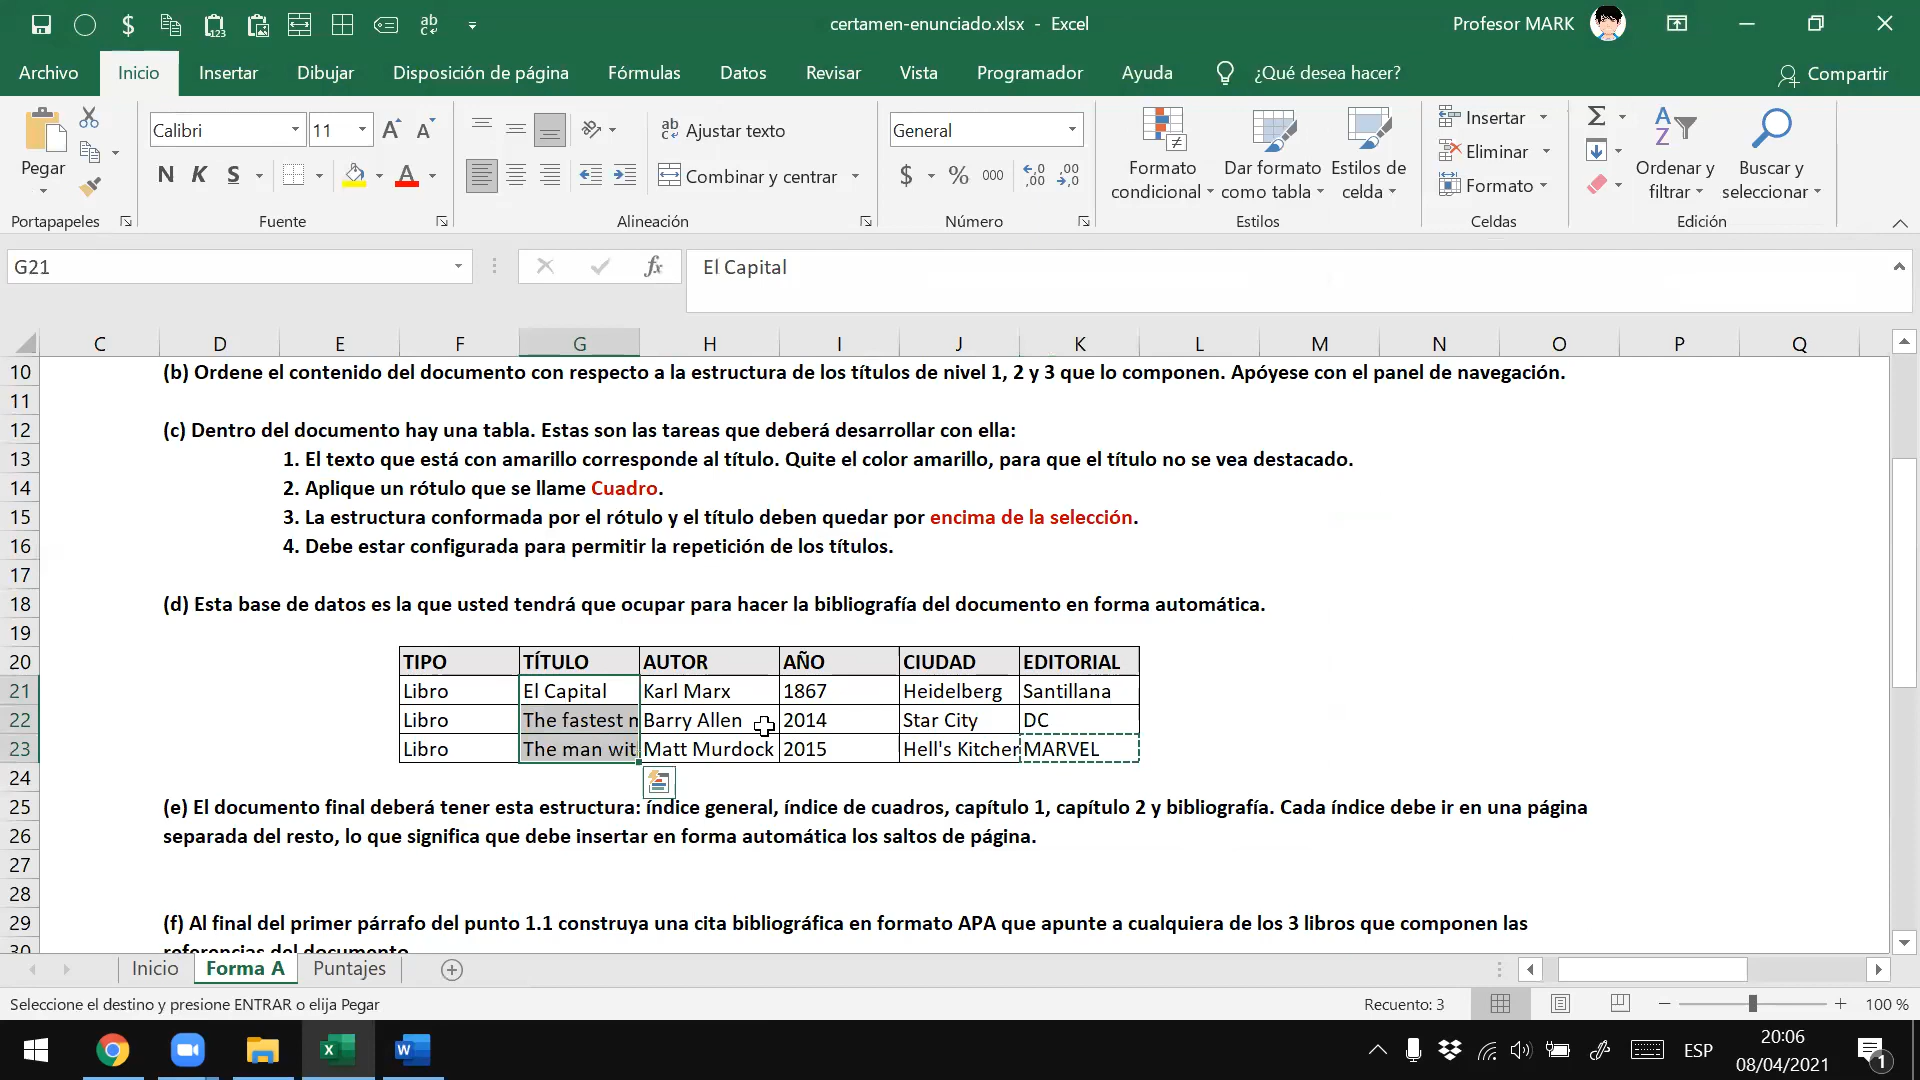 certamen-enunciado.xlsx - Excel
Profesor MARK
Archivo Inicio Insertar Dibujar Disposición de página Fórmulas Datos Revisar Vista Programador Ayuda ¿Qué desea hacer? Compartir
Pegar
Portapapeles
Calibri 11
N K S
Fuente
Ajustar texto
Combinar y centrar
Alineación
General
$ % 000
Número
Formato condicional
Dar formato como tabla
Estilos de celda
Estilos
Insertar
Eliminar
Formato
Celdas
Ordenar y filtrar
Buscar y seleccionar
Edición
G21
fx
El Capital
C D E F G H I J K L M N O P Q
10 (b) Ordene el contenido del documento con respecto a la estructura de los títulos de nivel 1, 2 y 3 que lo componen. Apóyese con el panel de navegación.
11
12 (c) Dentro del documento hay una tabla. Estas son las tareas que deberá desarrollar con ella:
13 1. El texto que está con amarillo corresponde al título. Quite el color amarillo, para que el título no se vea destacado.
14 2. Aplique un rótulo que se llame Cuadro.
15 3. La estructura conformada por el rótulo y el título deben quedar por encima de la selección.
16 4. Debe estar configurada para permitir la repetición de los títulos.
17
18 (d) Esta base de datos es la que usted tendrá que ocupar para hacer la bibliografía del documento en forma automática.
19
20 TIPO TÍTULO AUTOR AÑO CIUDAD EDITORIAL
21 Libro El Capital Karl Marx 1867 Heidelberg Santillana
22 Libro The fastest Barry Allen 2014 Star City DC
23 Libro The man wit Matt Murdock 2015 Hell's Kitchen MARVEL
24
25 (e) El documento final deberá tener esta estructura: índice general, índice de cuadros, capítulo 1, capítulo 2 y bibliografía. Cada índice debe ir en una página
26 separada del resto, lo que significa que debe insertar en forma automática los saltos de página.
27
28
29 (f) Al final del primer párrafo del punto 1.1 construya una cita bibliográfica en formato APA que apunte a cualquiera de los 3 libros que componen las
30 referencias del documento
Inicio Forma A Puntajes
Seleccione el destino y presione ENTRAR o elija Pegar
Recuento: 3
100 %
ESP
20:06
08/04/2021
1